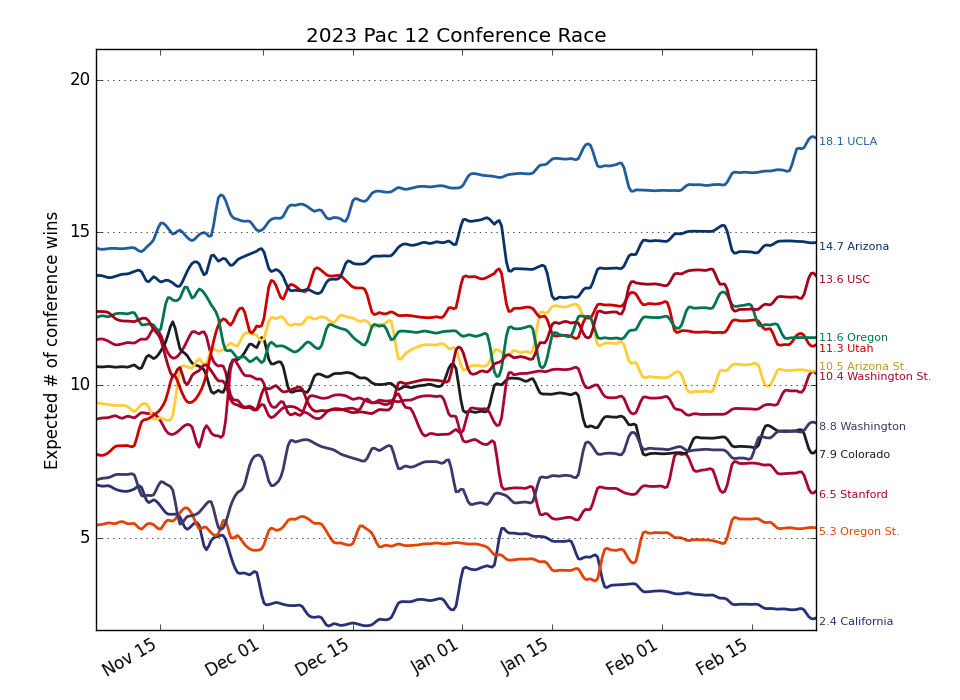 2023 Pac 12 Conference Race
Expected # of conference wins
20
15
10
5
Nov 15
Dec 01
Dec 15
Jan 01
Jan 15
Feb 01
Feb 15
18.1 UCLA
14.7 Arizona
13.6 USC
11.6 Oregon
11.3 Utah
10.5 Arizona St.
10.4 Washington St.
8.8 Washington
7.9 Colorado
6.5 Stanford
5.3 Oregon St.
2.4 California